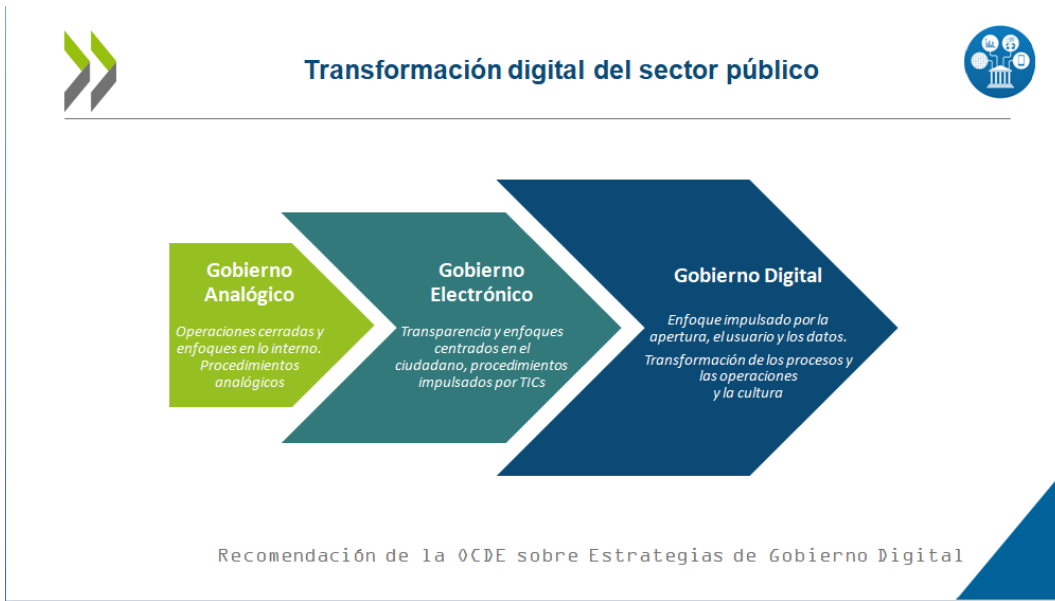 Transformación digital del sector público
Gobierno
Analógico
Operaciones cerradas y
enfoques en lo interno.
Procedimientos
analógicos
Gobierno
Electrónico
Transparencia y enfoques
centrados en el
ciudadano, procedimientos
impulsados por TICs
Gobierno Digital
Enfoque impulsado por la
apertura, el usuario y los datos.
Transformación de los procesos y
las operaciones
y la cultura
Recomendación de la OCDE sobre Estrategias de Gobierno Digital